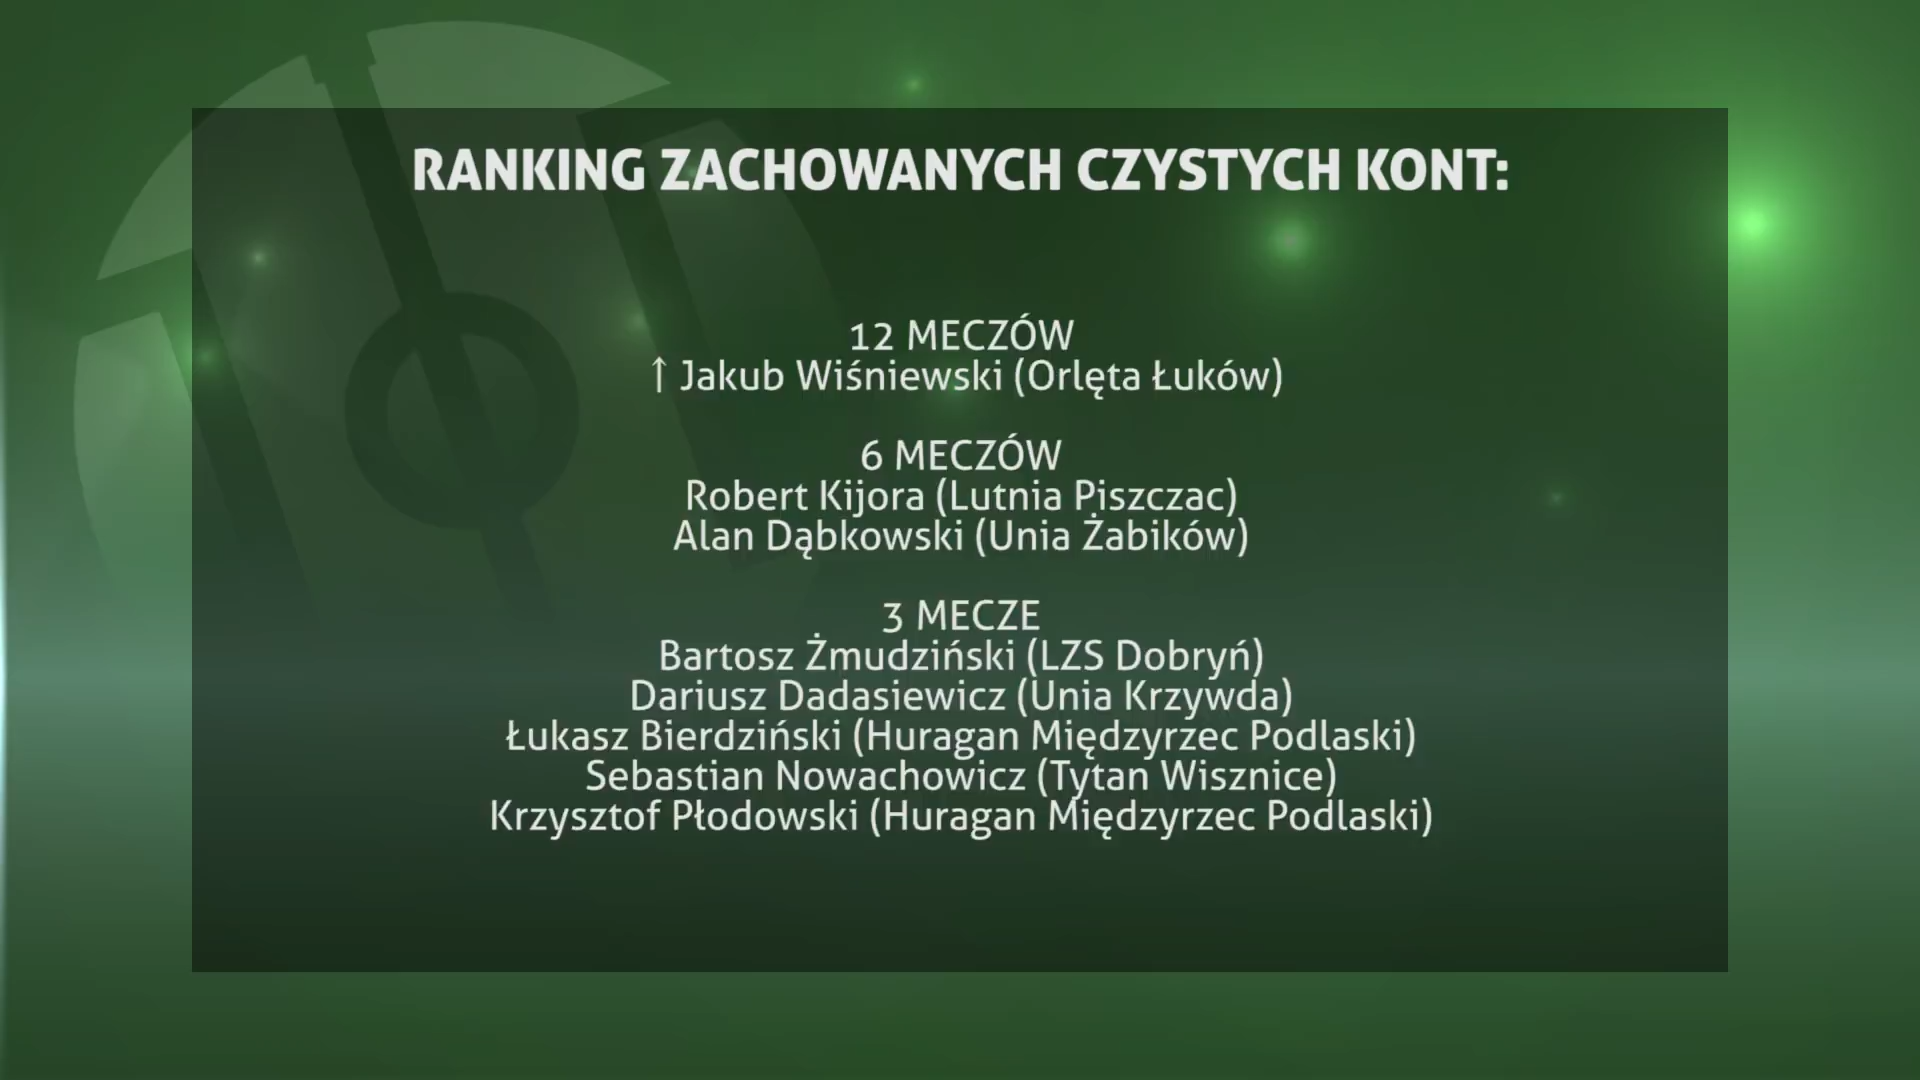 RANKING ZACHOWANYCH CZYSTYCH KONT:
12 MECZÓW
↑ Jakub Wiśniewski (Orlęta Łuków)
6 MECZÓW
Robert Kijora (Lutnia Piszczac)
Alan Dąbkowski (Unia Żabików)
3 MECZE
Bartosz Żmudziński (LZS Dobryń)
Dariusz Dadasiewicz (Unia Krzywda)
Łukasz Bierdziński (Huragan Międzyrzec Podlaski)
Sebastian Nowachowicz (Tytan Wisznice)
Krzysztof Płodowski (Huragan Międzyrzec Podlaski)